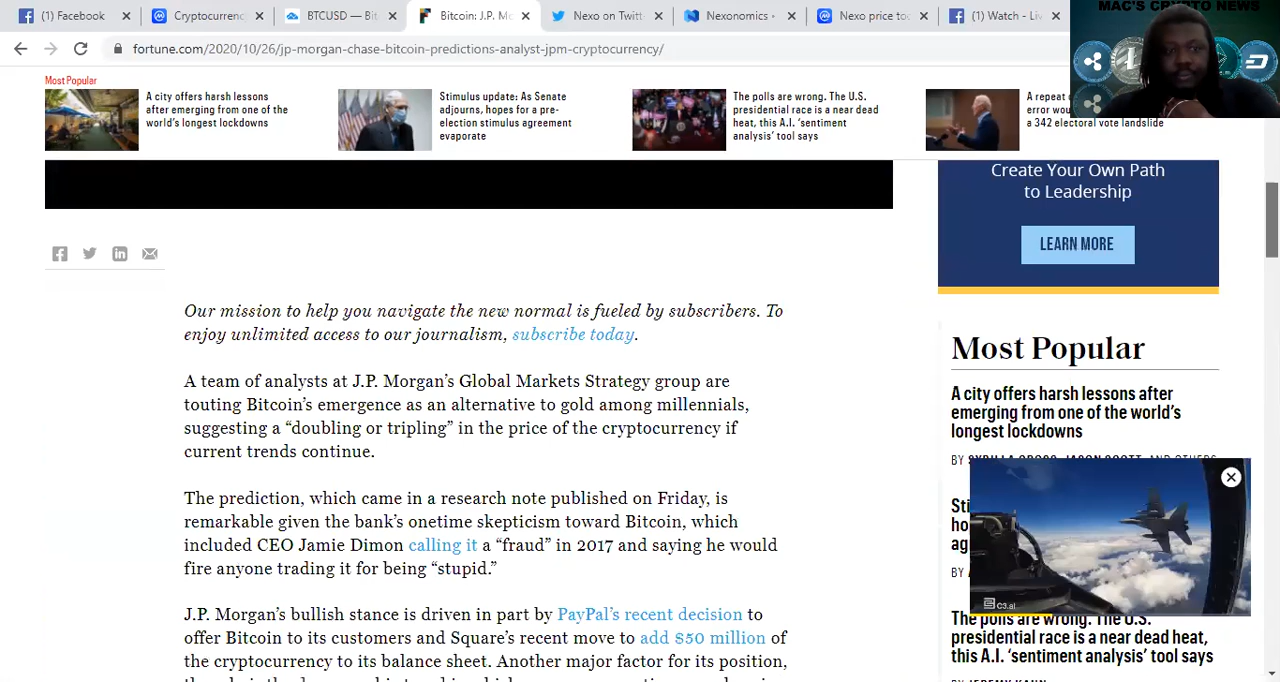 (1) Facebook
Cryptocurrenc
BTCUSD — Bit
Bitcoin: J.P. Mo
Nexo on Twitt
Nexonomics •
Nexo price too
(1) Watch - Liv
MAC'S CRYPTO NEWS
fortune.com/2020/10/26/jp-morgan-chase-bitcoin-predictions-analyst-jpm-cryptocurrency/
Most Popular
A city offers harsh lessons
after emerging from one of the
world's longest lockdowns
Stimulus update: As Senate
adjourns, hopes for a pre-
election stimulus agreement
evaporate
The polls are wrong. The U.S.
presidential race is a near dead
heat, this A.I. 'sentiment
analysis' tool says
A repeat
error wou
a 342 electoral vote landslide
Create Your Own Path
to Leadership
LEARN MORE
Our mission to help you navigate the new normal is fueled by subscribers. To
enjoy unlimited access to our journalism, subscribe today.
A team of analysts at J.P. Morgan's Global Markets Strategy group are
touting Bitcoin's emergence as an alternative to gold among millennials,
suggesting a “doubling or tripling” in the price of the cryptocurrency if
current trends continue.
The prediction, which came in a research note published on Friday, is
remarkable given the bank's onetime skepticism toward Bitcoin, which
included CEO Jamie Dimon calling it a “fraud” in 2017 and saying he would
fire anyone trading it for being “stupid.”
J.P. Morgan's bullish stance is driven in part by PayPal's recent decision to
offer Bitcoin to its customers and Square's recent move to add $50 million of
the cryptocurrency to its balance sheet. Another major factor for its position,
Most Popular
A city offers harsh lessons after
emerging from one of the world's
longest lockdowns
BY
Sti
ho
ag
BY
C3.ai
The polls are wrong. The U.S.
presidential race is a near dead heat,
this A.I. 'sentiment analysis' tool says